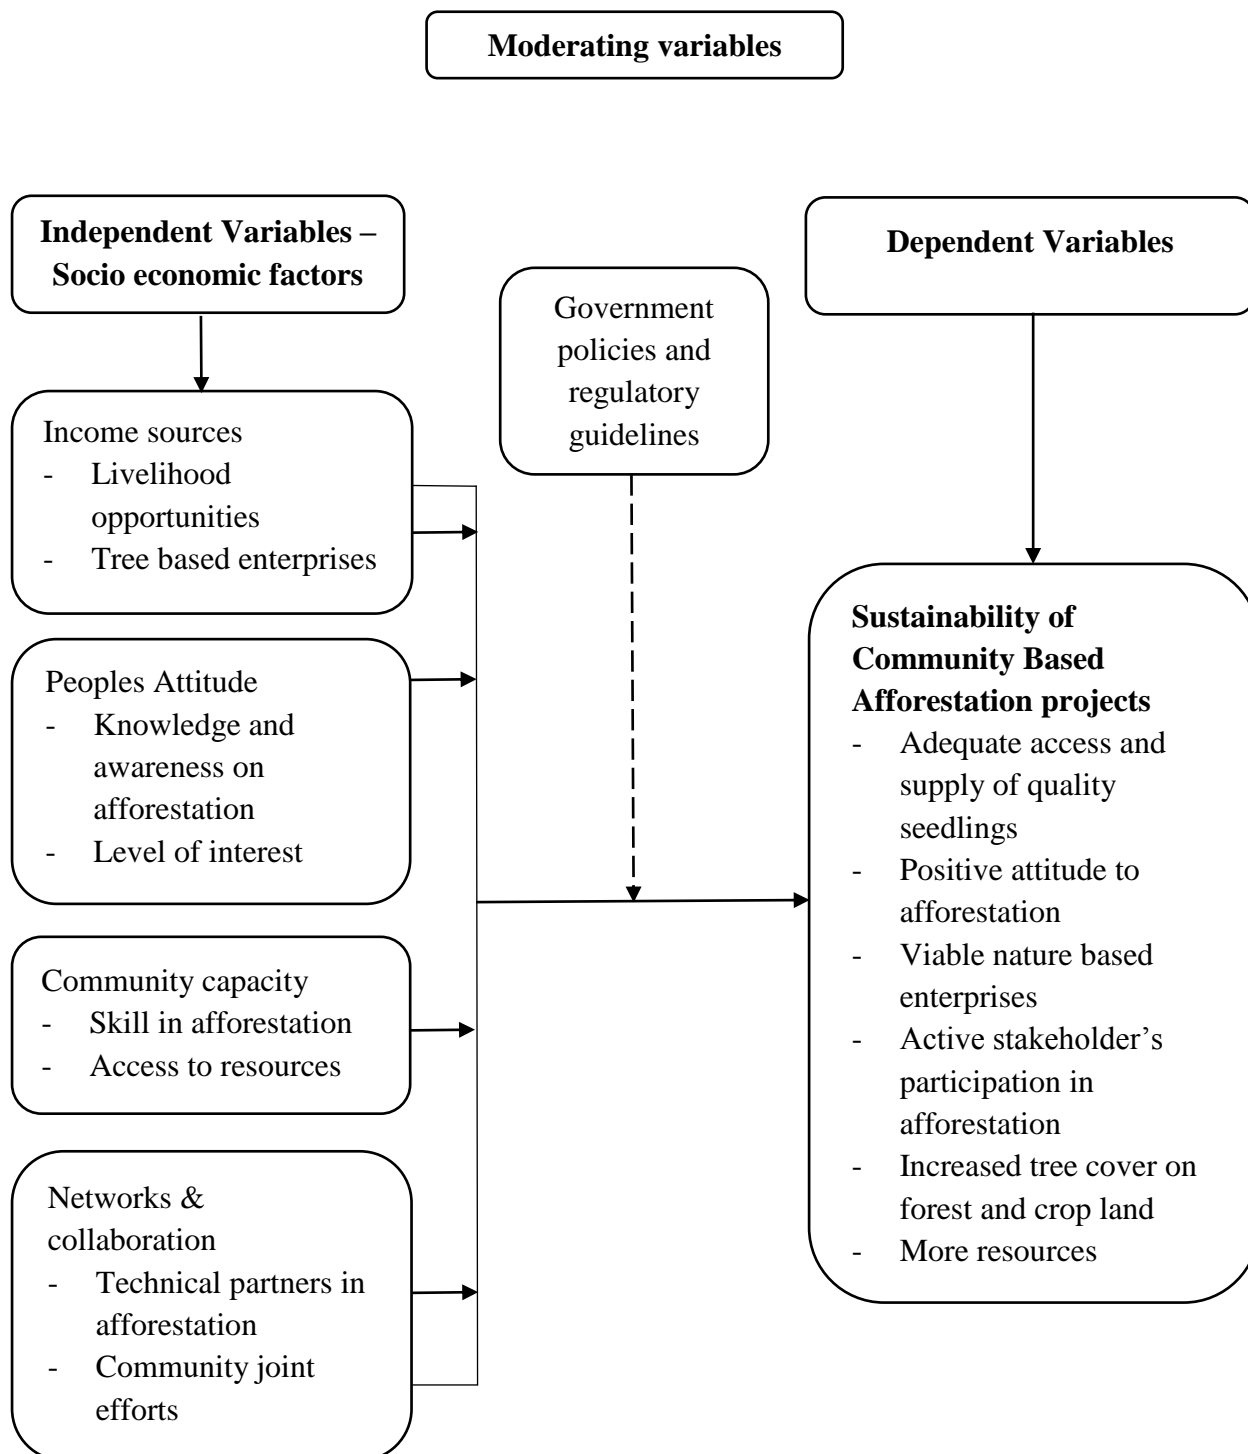 Moderating variables
Independent Variables –
Socio economic factors
Dependent Variables
Government
policies and
regulatory
guidelines
Income sources
- Livelihood
opportunities
- Tree based enterprises
Peoples Attitude
- Knowledge and
awareness on
afforestation
- Level of interest
Community capacity
- Skill in afforestation
- Access to resources
Networks &
collaboration
- Technical partners in
afforestation
- Community joint
efforts
Sustainability of
Community Based
Afforestation projects
- Adequate access and
supply of quality
seedlings
- Positive attitude to
afforestation
- Viable nature based
enterprises
- Active stakeholder’s
participation in
afforestation
- Increased tree cover on
forest and crop land
- More resources